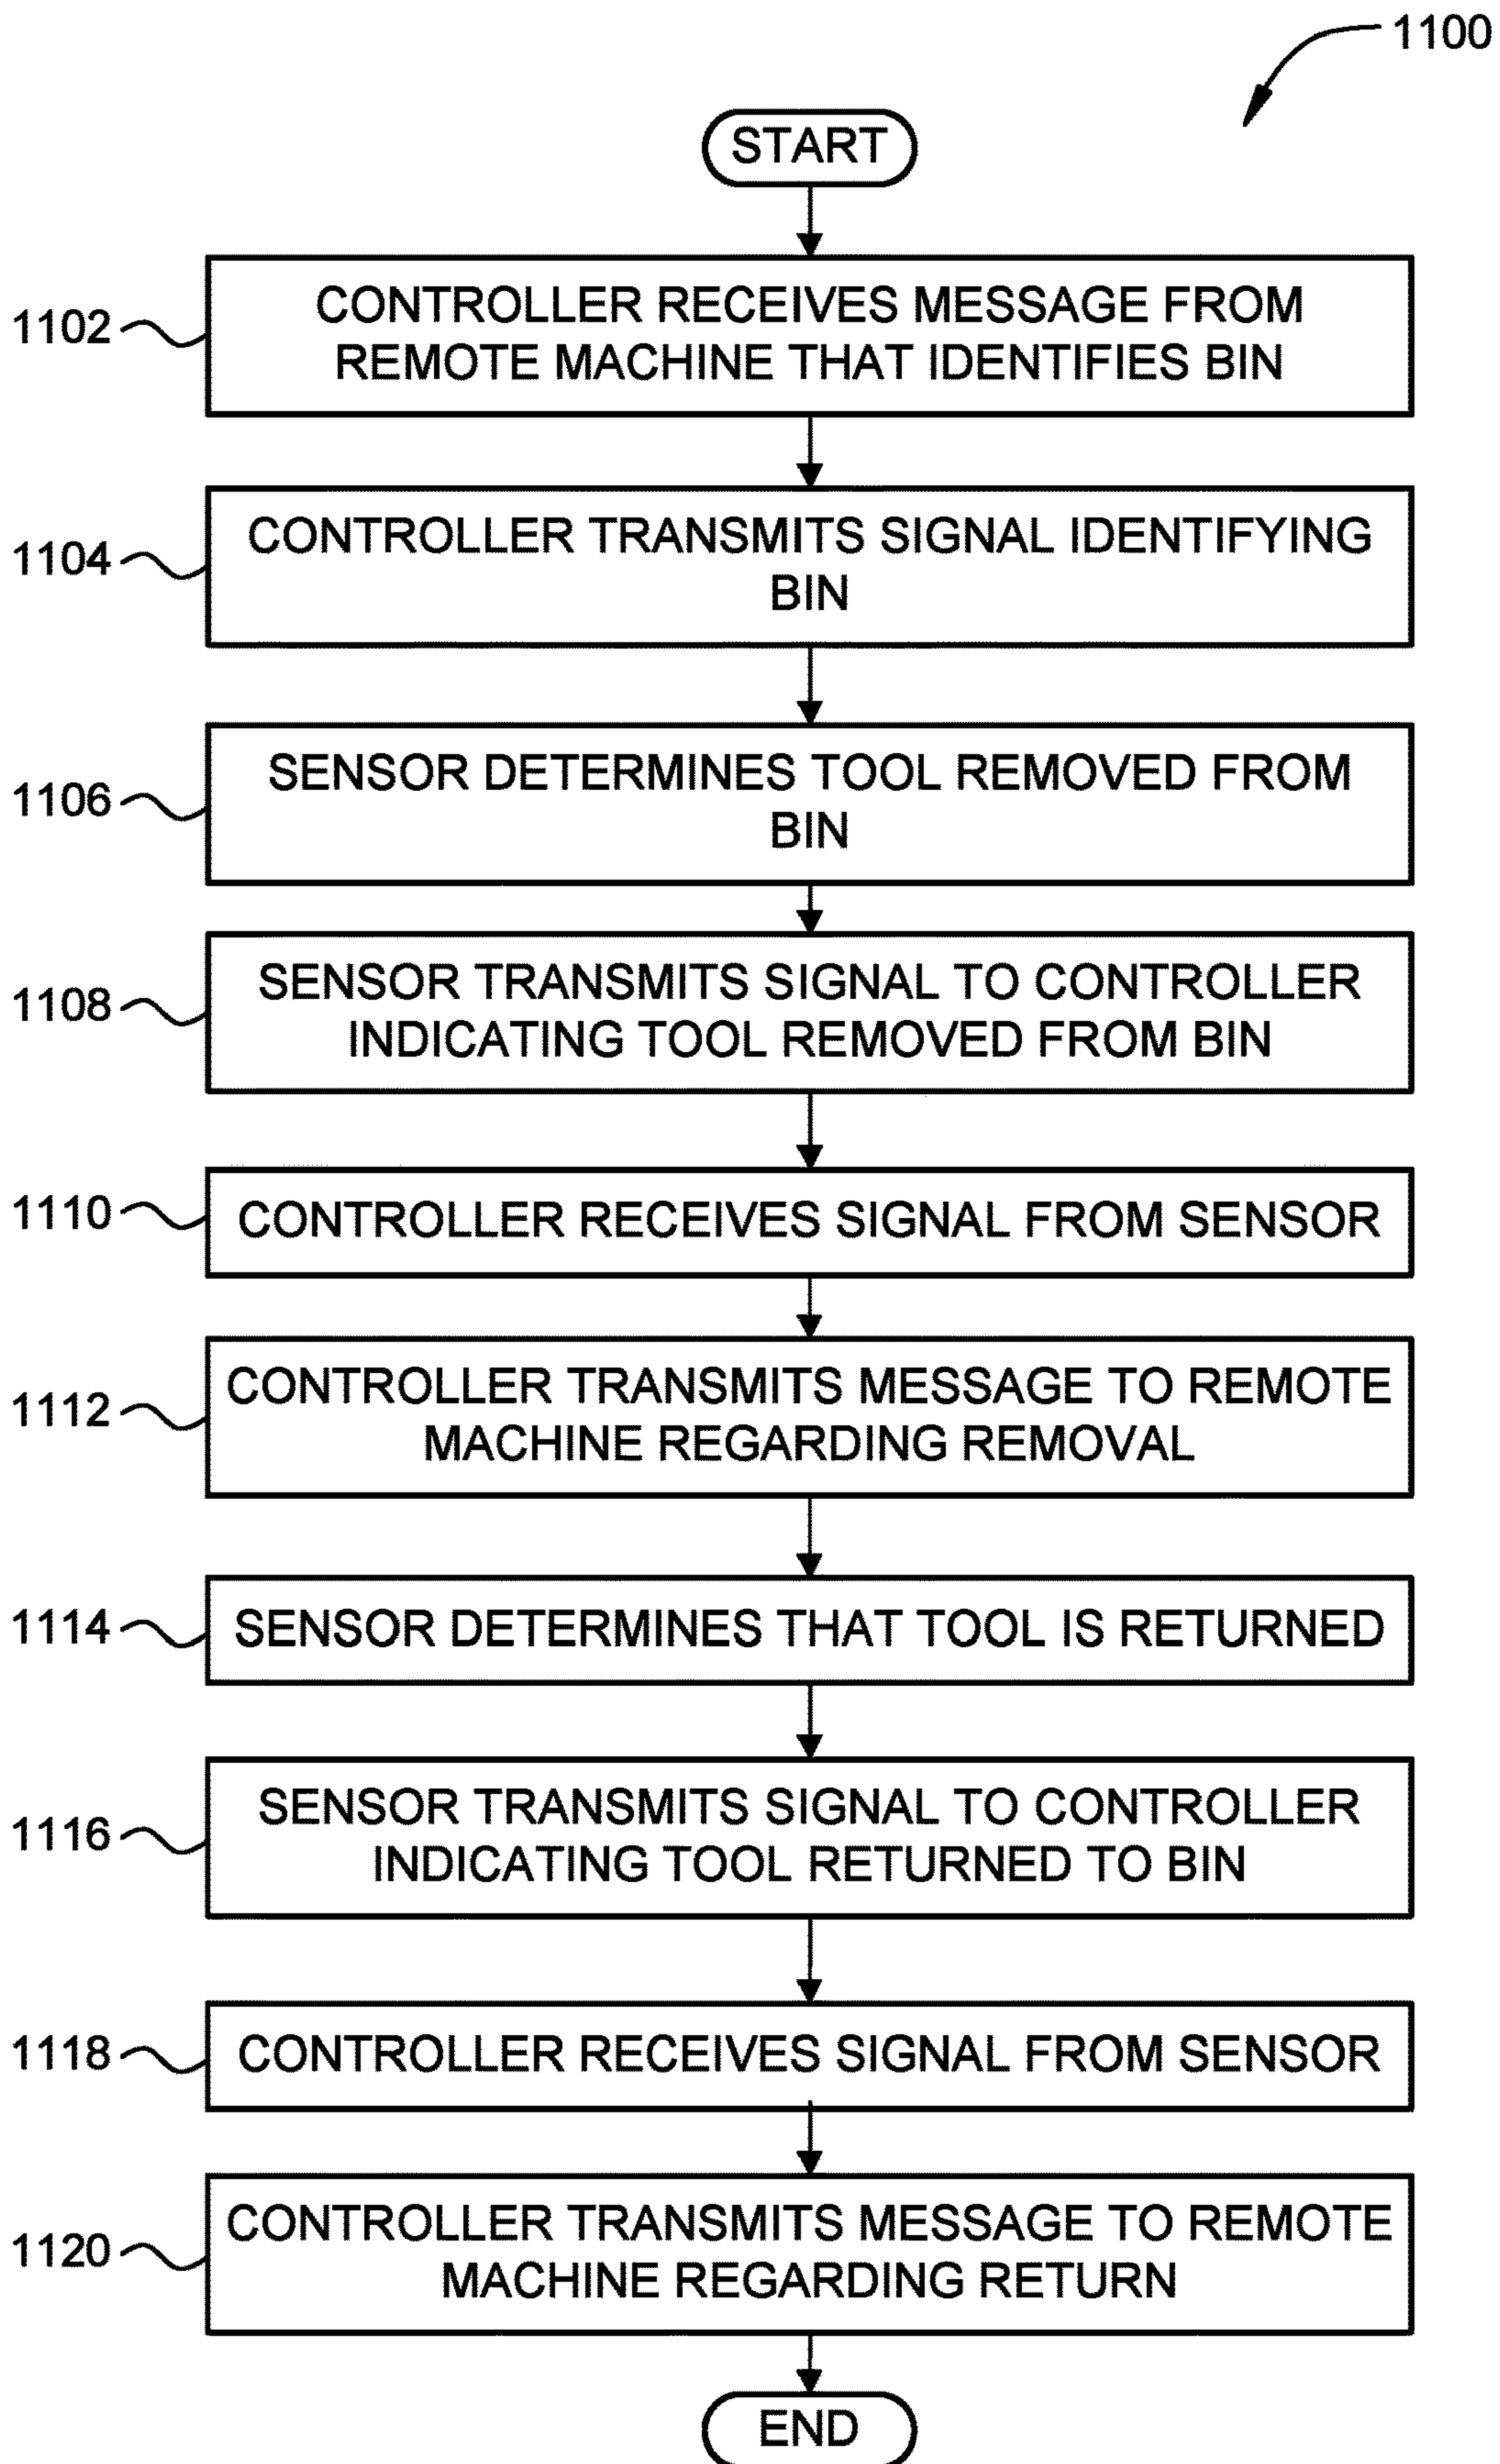 1100
START
1102
CONTROLLER RECEIVES MESSAGE FROM
REMOTE MACHINE THAT IDENTIFIES BIN
1104
CONTROLLER TRANSMITS SIGNAL IDENTIFYING
BIN
1106
SENSOR DETERMINES TOOL REMOVED FROM
BIN
1108
SENSOR TRANSMITS SIGNAL TO CONTROLLER
INDICATING TOOL REMOVED FROM BIN
1110
CONTROLLER RECEIVES SIGNAL FROM SENSOR
1112
CONTROLLER TRANSMITS MESSAGE TO REMOTE
MACHINE REGARDING REMOVAL
1114
SENSOR DETERMINES THAT TOOL IS RETURNED
1116
SENSOR TRANSMITS SIGNAL TO CONTROLLER
INDICATING TOOL RETURNED TO BIN
1118
CONTROLLER RECEIVES SIGNAL FROM SENSOR
1120
CONTROLLER TRANSMITS MESSAGE TO REMOTE
MACHINE REGARDING RETURN
END